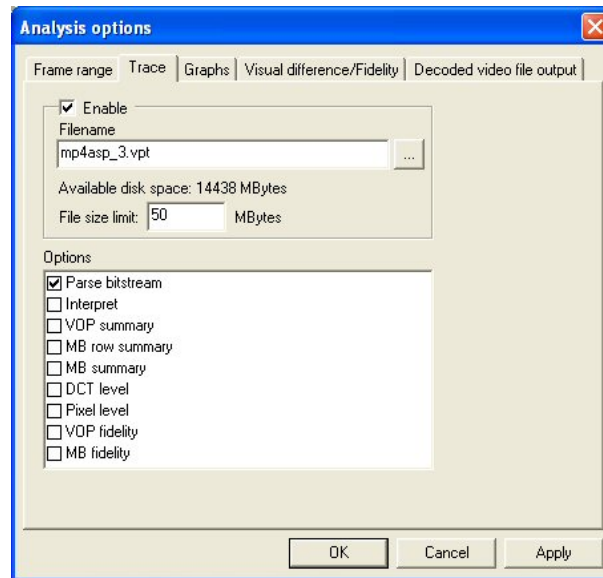 Analysis options
Frame range Trace Graphs Visual difference/Fidelity Decoded video file output
Enable
Filename
mp4asp_3.vpt ...
Available disk space: 14438 MBytes
File size limit: 50 MBytes
Options
Parse bitstream
Interpret
VOP summary
MB row summary
MB summary
DCT level
Pixel level
VOP fidelity
MB fidelity
OK Cancel Apply